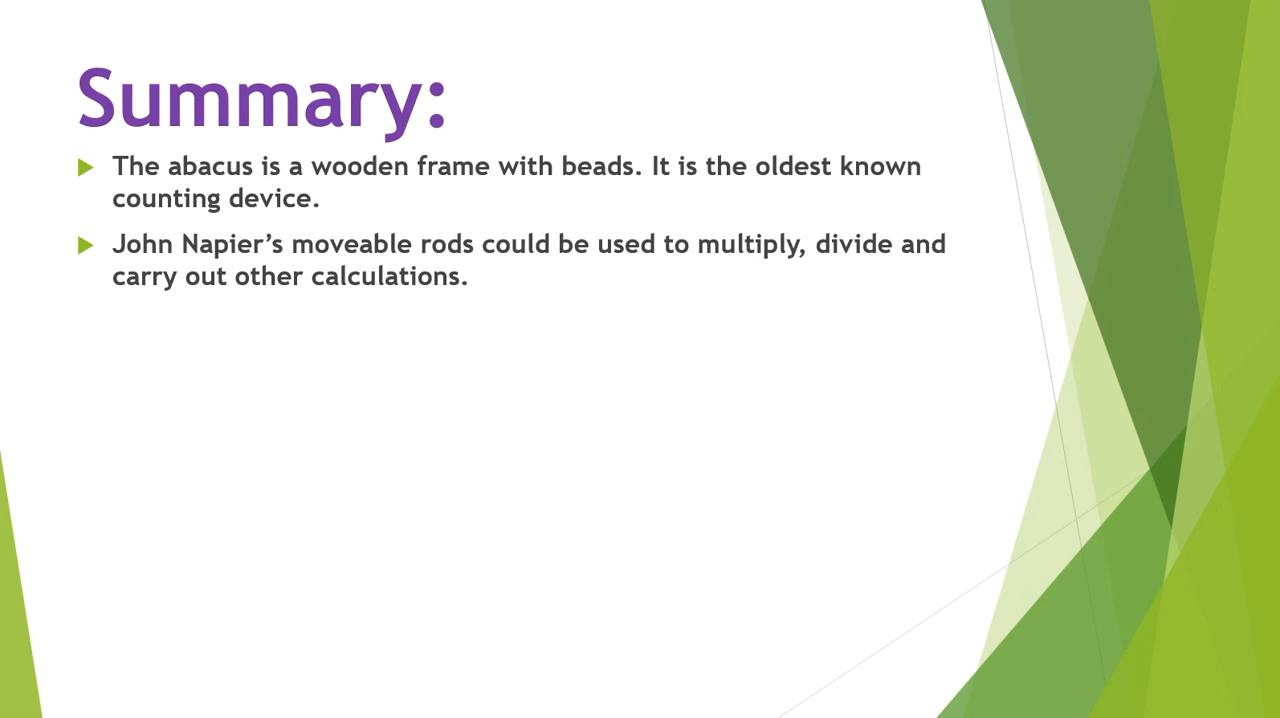 Summary:
The abacus is a wooden frame with beads. It is the oldest known
counting device.
John Napier’s moveable rods could be used to multiply, divide and
carry out other calculations.